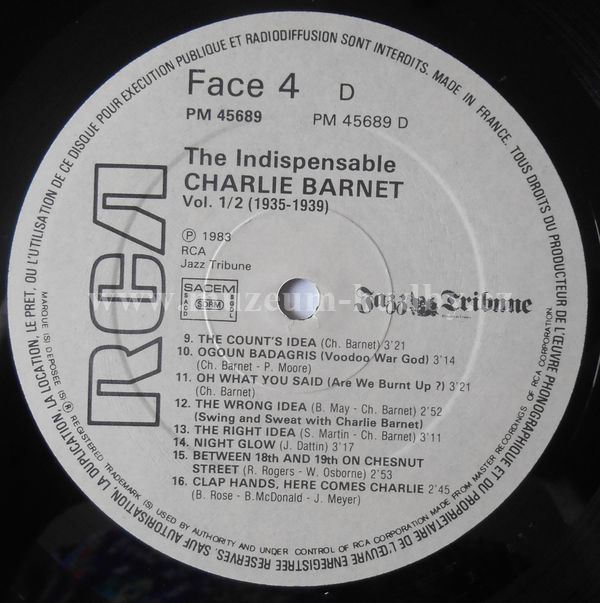 DROITS DU PRODUCTEUR DE L'ŒUVRE PHONOGRAPHIQUE ET DU PROPRIETAIRE DE L'ŒUVRE ENREGISTREE RESERVES. SAUF AUTORISATION, LA DUPLICATION, LA LOCATION, LE PRET, OU L'UTILISATION DE CE DISQUE POUR EXECUTION PUBLIQUE ET RADIODIFFUSION SONT INTERDITS. MADE IN FRANCE. TOUS
Face 4 D
PM 45689 PM 45689 D
The Indispensable
CHARLIE BARNET
Vol. 1/2 (1935-1939)
℗ 1983
RCA
Jazz Tribune
RCA
SACEM
SACD SDRM SGDL
Jazz Tribune
9. THE COUNT'S IDEA (Ch. Barnet) 3'21
10. OGOUN BADAGRIS (Voodoo War God) 3'14
(Ch. Barnet - P. Moore)
11. OH WHAT YOU SAID (Are We Burnt Up ?) 3'21
(Ch. Barnet)
12. THE WRONG IDEA (B. May - Ch. Barnet) 2'52
(Swing and Sweat with Charlie Barnet)
13. THE RIGHT IDEA (S. Martin - Ch. Barnet) 3'11
14. NIGHT GLOW (J. Dattin) 3'17
15. BETWEEN 18th AND 19th ON CHESNUT
STREET (R. Rogers - W. Osborne) 2'53
16. CLAP HANDS, HERE COMES CHARLIE 2'45
(B. Rose - B. McDonald - J. Meyer)
MARQUE (S) DEPOSEE (S) ® REGISTERED TRADEMARK (S) USED BY AUTHORITY AND UNDER CONTROL OF RCA CORPORATION MADE FROM MASTER RECORDINGS OF RCA CORPORATION.